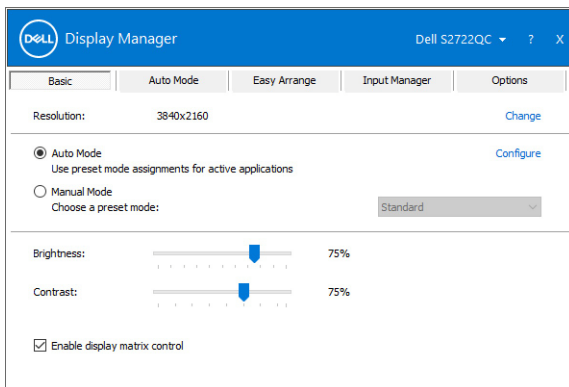 DELL Display Manager Dell S2722QC ? X
Basic Auto Mode Easy Arrange Input Manager Options
Resolution: 3840x2160 Change
Auto Mode Configure
Use preset mode assignments for active applications
Manual Mode
Choose a preset mode: Standard
Brightness: 75%
Contrast: 75%
Enable display matrix control